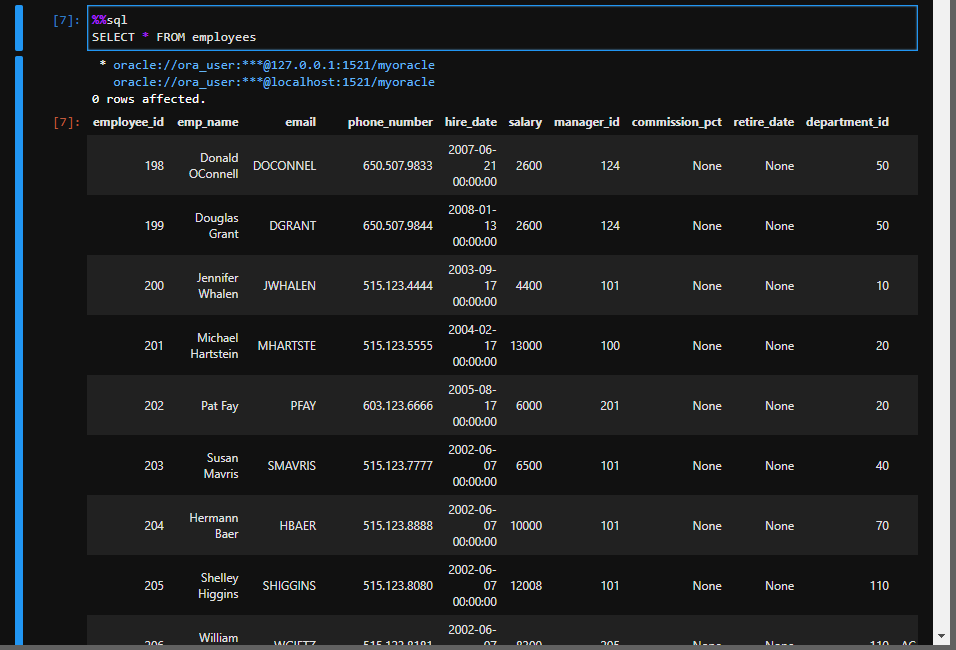 [7]: %%sql
SELECT * FROM employees
* oracle://ora_user:***@127.0.0.1:1521/myoracle
oracle://ora_user:***@localhost:1521/myoracle
0 rows affected.
[7]: employee_id emp_name email phone_number hire_date salary manager_id commission_pct retire_date department_id
198 Donald OConnell DOCONNEL 650.507.9833 2007-06-21 00:00:00 2600 124 None None 50
199 Douglas Grant DGRANT 650.507.9844 2008-01-13 00:00:00 2600 124 None None 50
200 Jennifer Whalen JWHALEN 515.123.4444 2003-09-17 00:00:00 4400 101 None None 10
201 Michael Hartstein MHARTSTE 515.123.5555 2004-02-17 00:00:00 13000 100 None None 20
202 Pat Fay PFAY 603.123.6666 2005-08-17 00:00:00 6000 201 None None 20
203 Susan Mavris SMAVRIS 515.123.7777 2002-06-07 00:00:00 6500 101 None None 40
204 Hermann Baer HBAER 515.123.8888 2002-06-07 00:00:00 10000 101 None None 70
205 Shelley Higgins SHIGGINS 515.123.8080 2002-06-07 00:00:00 12008 101 None None 110
206 William WGIETZ 515.123.8181 2002-06-07 8300 205 None None 110 AC